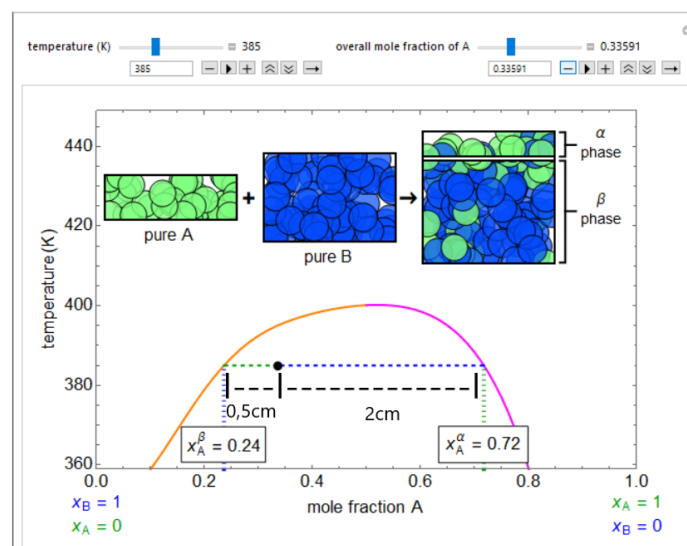 temperature (K) 385 overall mole fraction of A 0.33591
385 0.33591
440
420
400
380
360
temperature (K)
α
phase
β
phase
+
→
pure A
pure B
0,5cm 2cm
x_A^β = 0.24
x_A^α = 0.72
0.0 0.2 0.4 0.6 0.8 1.0
mole fraction A
x_B = 1
x_A = 0
x_A = 1
x_B = 0